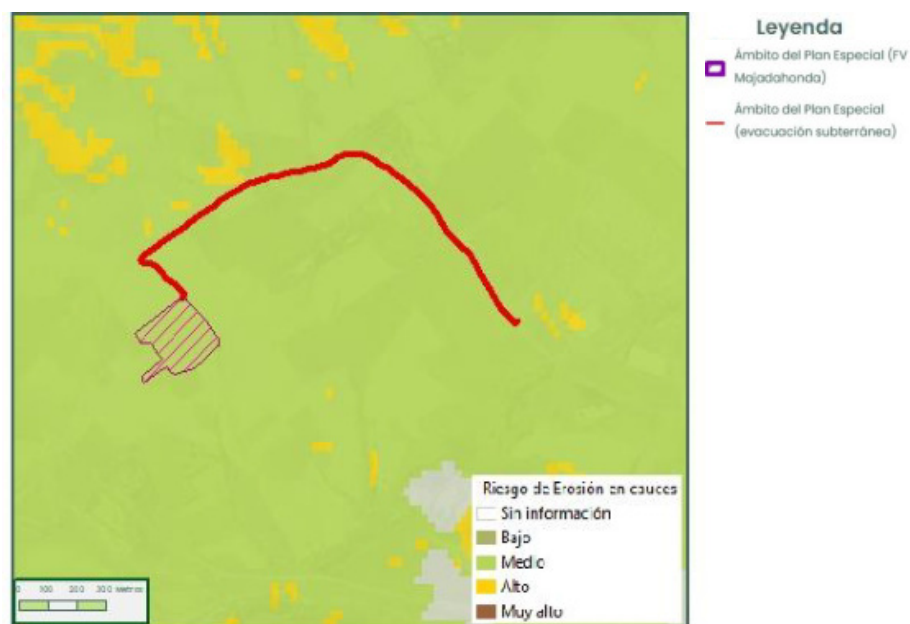 Leyenda
Ámbito del Plan Especial (FV
Majadahonda)
Ámbito del Plan Especial
(evacuación subterránea)
Riesgo de Erosión en cauces
Sin información
Bajo
Medio
Alto
Muy alto
0 100 200 300 Metros